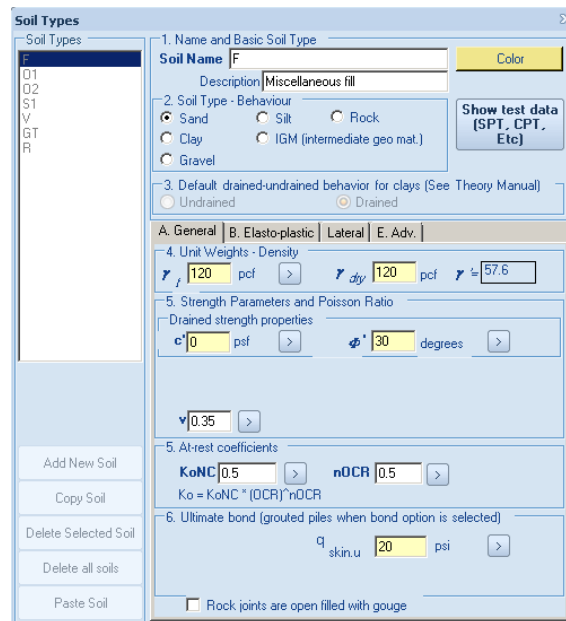 Soil Types
Soil Types
F
O1
O2
S1
V
GT
R
Add New Soil
Copy Soil
Delete Selected Soil
Delete all soils
Paste Soil
1. Name and Basic Soil Type
Soil Name F
Color
Description Miscellaneous fill
2. Soil Type - Behaviour
Sand Silt Rock
Clay IGM (intermediate geo mat.)
Gravel
Show test data
(SPT, CPT,
Etc)
3. Default drained-undrained behavior for clays (See Theory Manual)
Undrained Drained
A. General B. Elasto-plastic Lateral E. Adv.
4. Unit Weights - Density
γ t 120 pcf > γ dry 120 pcf γ '= 57.6
5. Strength Parameters and Poisson Ratio
Drained strength properties
c' 0 psf > Φ' 30 degrees >
v 0.35 >
5. At-rest coefficients
KoNC 0.5 > nOCR 0.5 >
Ko = KoNC * (OCR)^nOCR
6. Ultimate bond (grouted piles when bond option is selected)
q skin.u 20 psi >
Rock joints are open filled with gouge